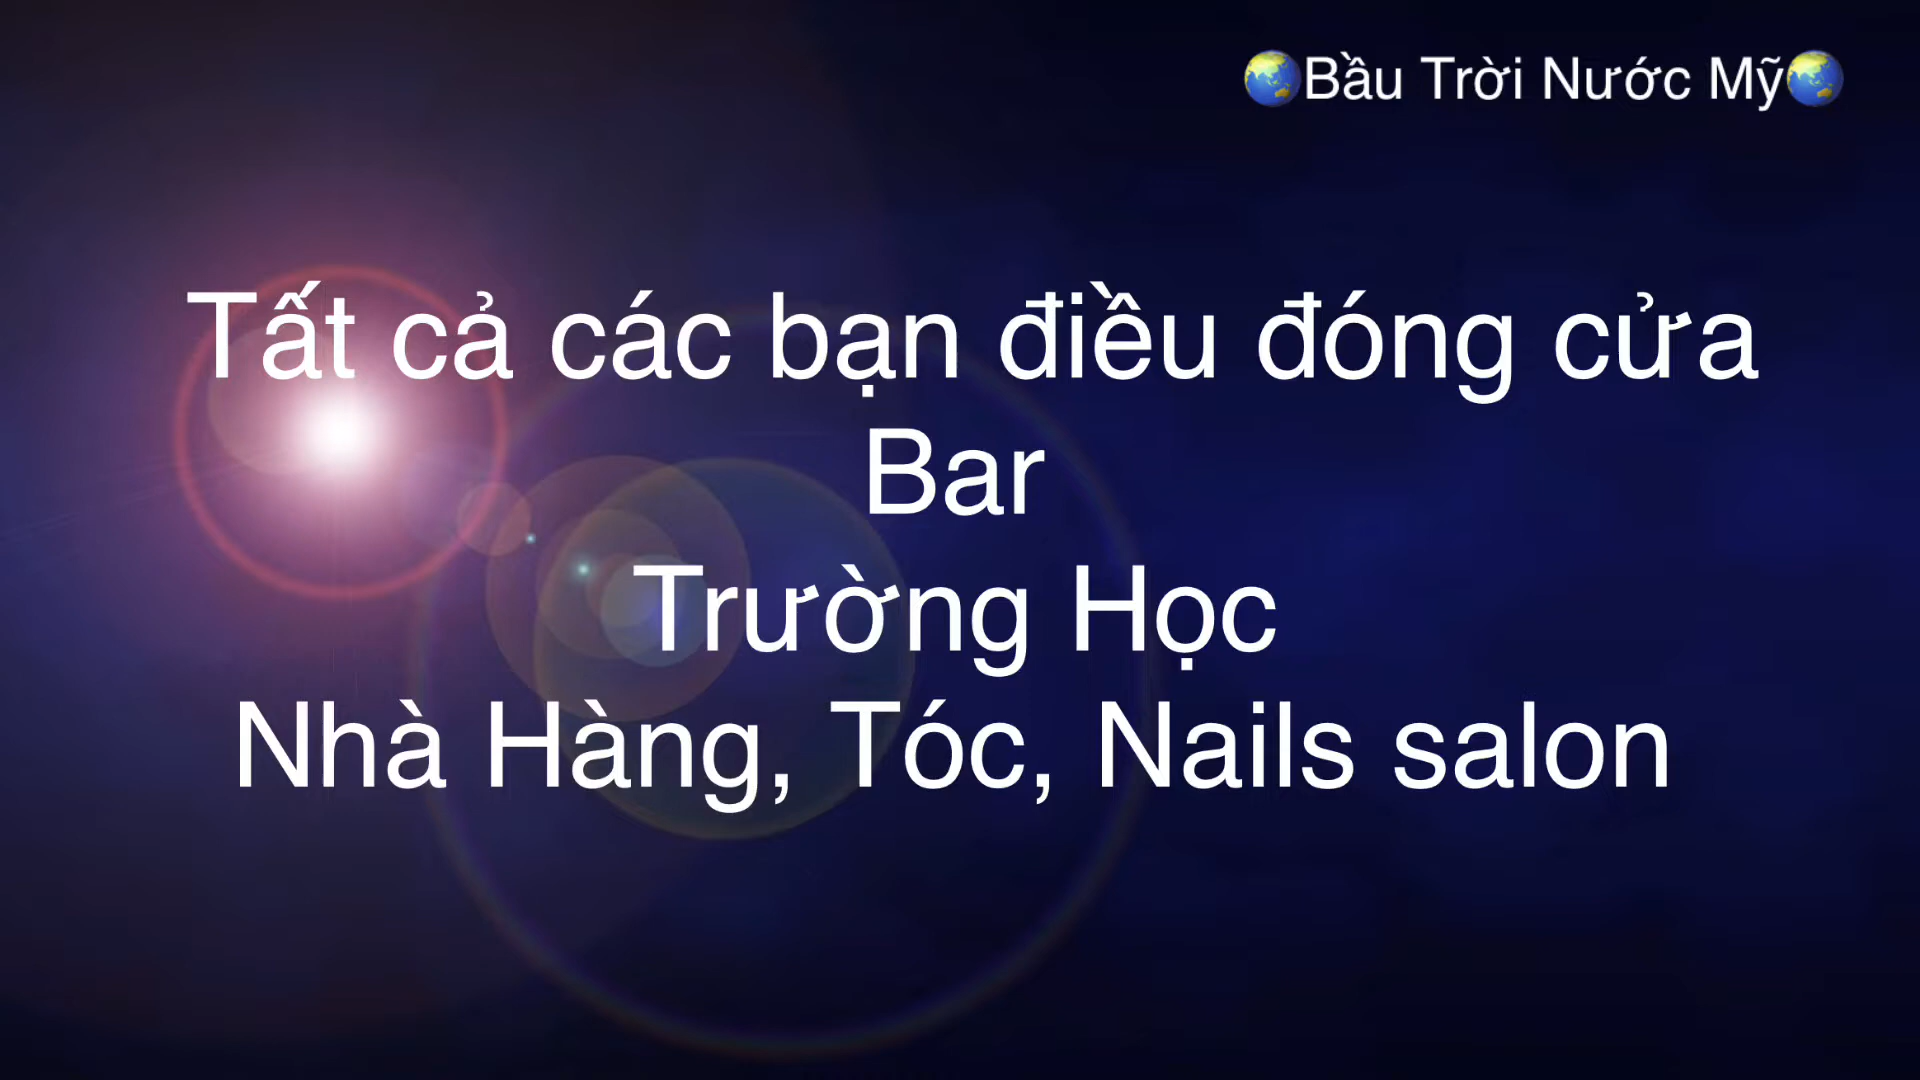 🌏Bầu Trời Nước Mỹ🌏
Tất cả các bạn điều đóng cửa
Bar
Trường Học
Nhà Hàng, Tóc, Nails salon